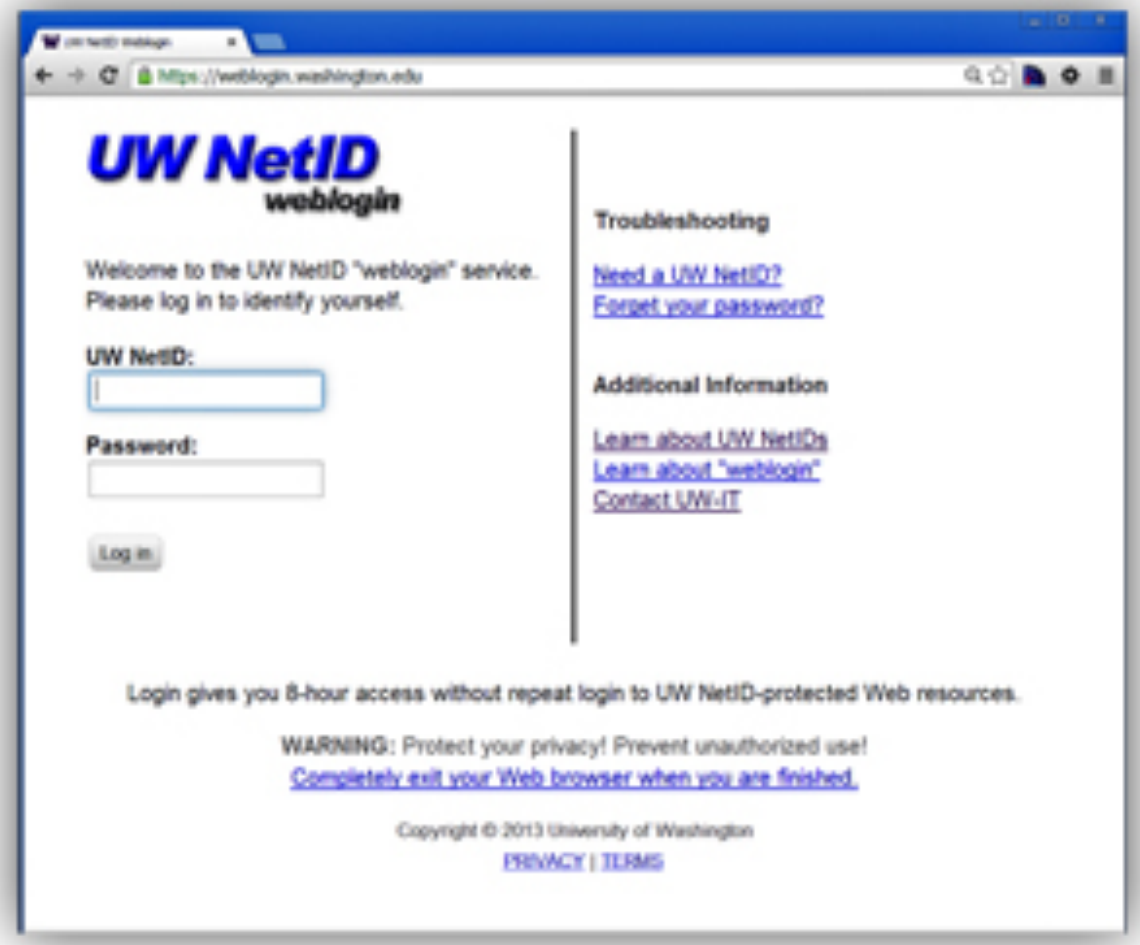 UW NetID Weblogin
https://weblogin.washington.edu
UW NetID
weblogin
Welcome to the UW NetID "weblogin" service.
Please log in to identify yourself.
UW NetID:
Password:
Log in
Troubleshooting
Need a UW NetID?
Forget your password?
Additional Information
Learn about UW NetIDs
Learn about "weblogin"
Contact UW-IT
Login gives you 8-hour access without repeat login to UW NetID-protected Web resources.
WARNING: Protect your privacy! Prevent unauthorized use!
Completely exit your Web browser when you are finished.
Copyright © 2013 University of Washington
PRIVACY | TERMS